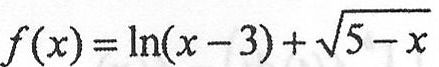 f(x) = ln(x − 3) + √(5 − x)